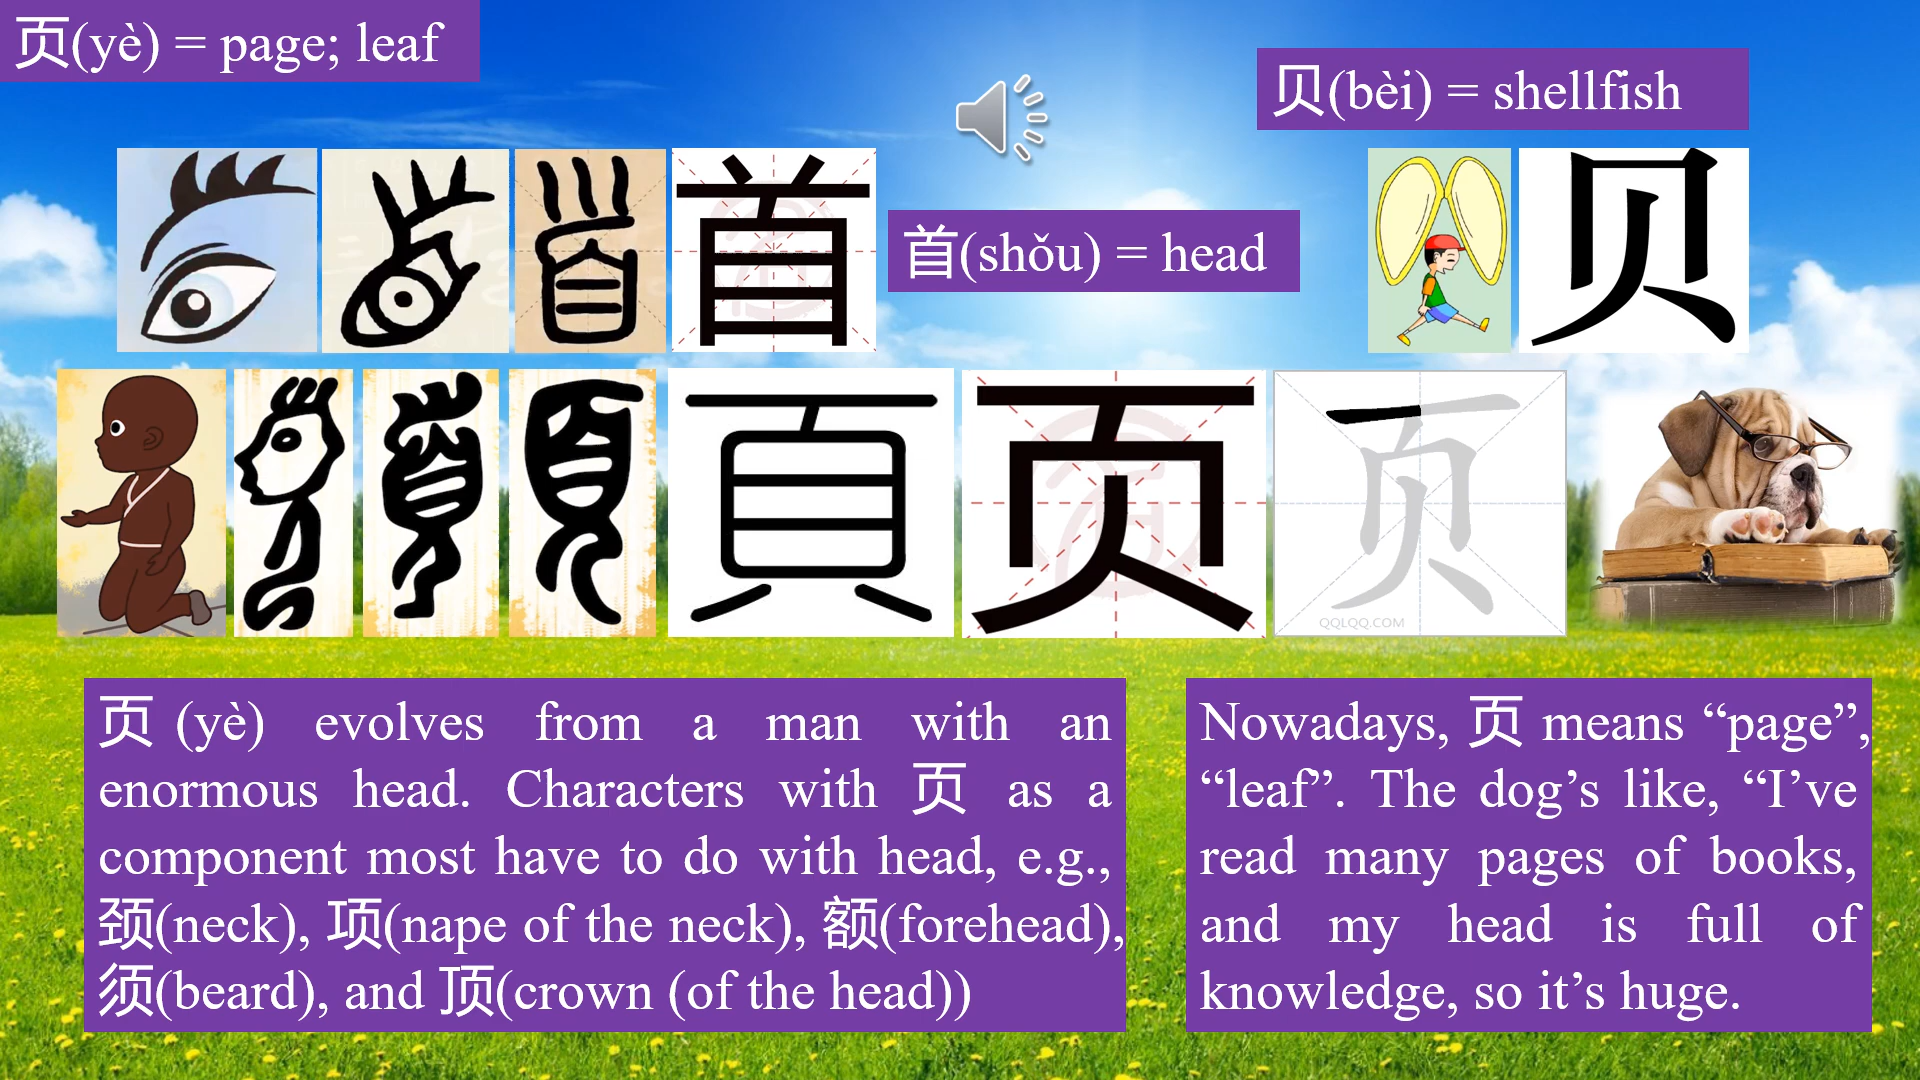 页(yè) = page; leaf
贝(bèi) = shellfish
首
贝
首(shǒu) = head
頁 页 页
QQLQQ.COM
页 (yè) evolves from a man with an
enormous head. Characters with 页 as a
component most have to do with head, e.g.,
颈(neck), 项(nape of the neck), 额(forehead),
须(beard), and 顶(crown (of the head))
Nowadays, 页 means “page”,
“leaf”. The dog’s like, “I’ve
read many pages of books,
and my head is full of
knowledge, so it’s huge.